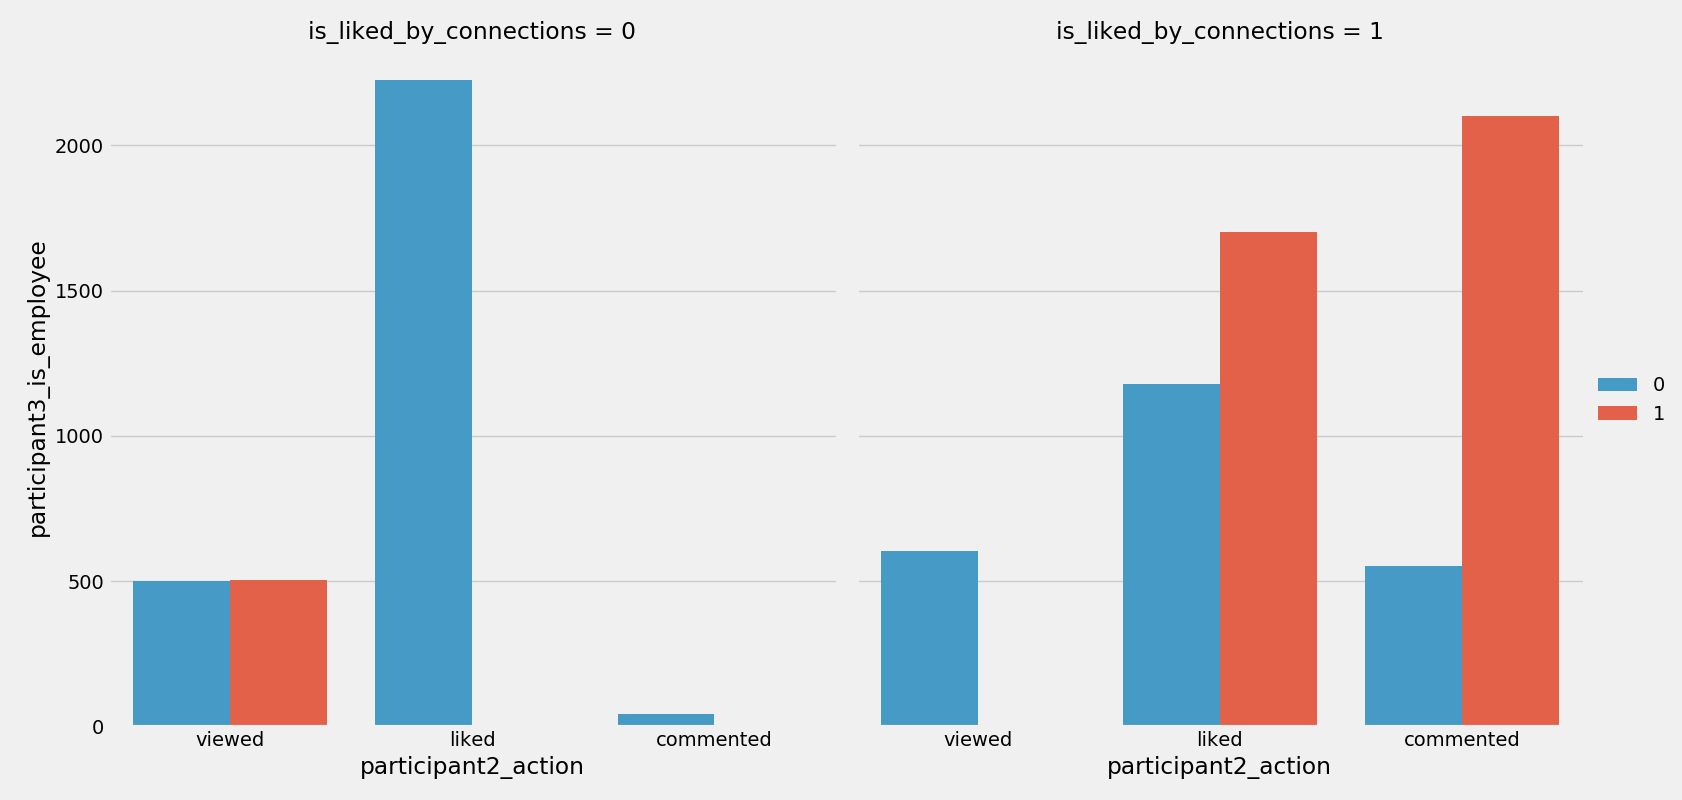 is_liked_by_connections = 0
is_liked_by_connections = 1
participant3_is_employee
2000
1500
1000
500
0
viewed
liked
commented
viewed
liked
commented
participant2_action
participant2_action
0
1